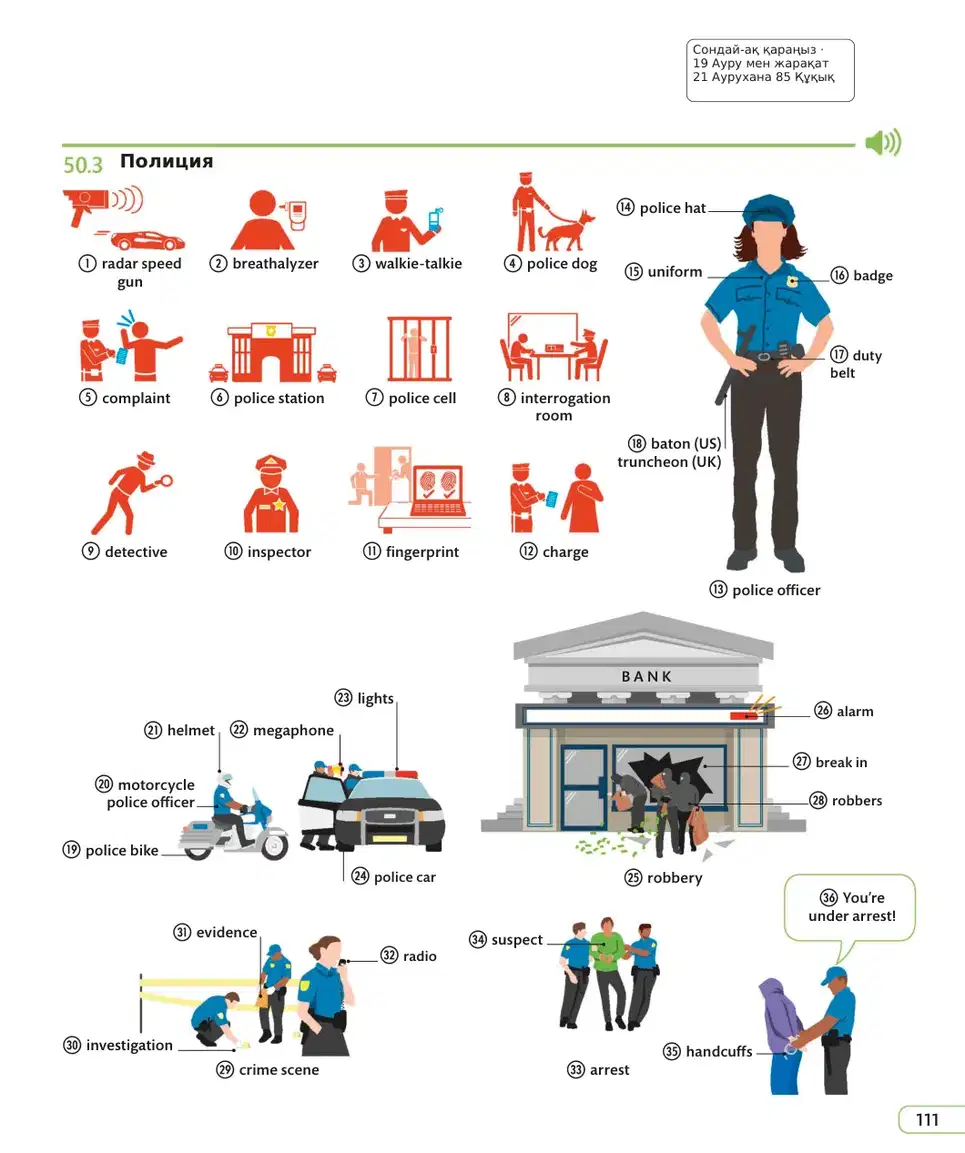 Сондай-ақ қараңыз ·
19 Ауру мен жарақат
21 Аурухана 85 Құқық
50.3 Полиция
① radar speed
gun
② breathalyzer
③ walkie-talkie
④ police dog
⑤ complaint
⑥ police station
⑦ police cell
⑧ interrogation
room
⑨ detective
⑩ inspector
⑪ fingerprint
⑫ charge
⑭ police hat
⑮ uniform
⑯ badge
⑰ duty
belt
⑱ baton (US)
truncheon (UK)
⑬ police officer
㉓ lights
㉑ helmet
㉒ megaphone
⑳ motorcycle
police officer
⑲ police bike
㉔ police car
BANK
㉖ alarm
㉗ break in
㉘ robbers
㉕ robbery
㉛ evidence
㉜ radio
㉚ investigation
㉙ crime scene
㉞ suspect
㉝ arrest
㊱ You're
under arrest!
㉟ handcuffs
111